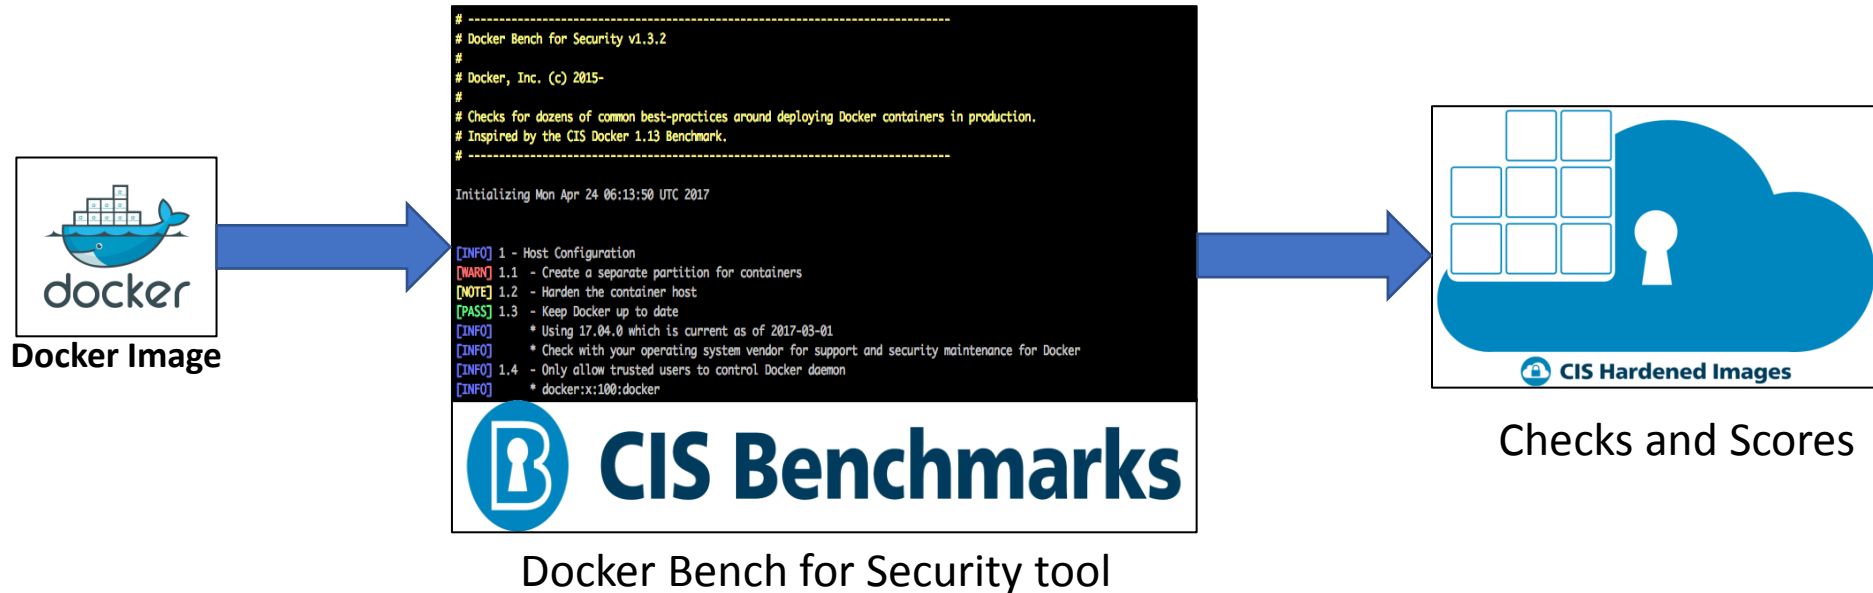 docker
Docker Image
# ------------------------------------------------------------------------------
# Docker Bench for Security v1.3.2
#
# Docker, Inc. (c) 2015-
#
# Checks for dozens of common best-practices around deploying Docker containers in production.
# Inspired by the CIS Docker 1.13 Benchmark.
# ------------------------------------------------------------------------------
Initializing Mon Apr 24 06:13:50 UTC 2017
[INFO] 1 - Host Configuration
[WARN] 1.1 - Create a separate partition for containers
[NOTE] 1.2 - Harden the container host
[PASS] 1.3 - Keep Docker up to date
[INFO] * Using 17.04.0 which is current as of 2017-03-01
[INFO] * Check with your operating system vendor for support and security maintenance for Docker
[INFO] 1.4 - Only allow trusted users to control Docker daemon
[INFO] * docker:x:100:docker
B CIS Benchmarks
Docker Bench for Security tool
CIS Hardened Images
Checks and Scores